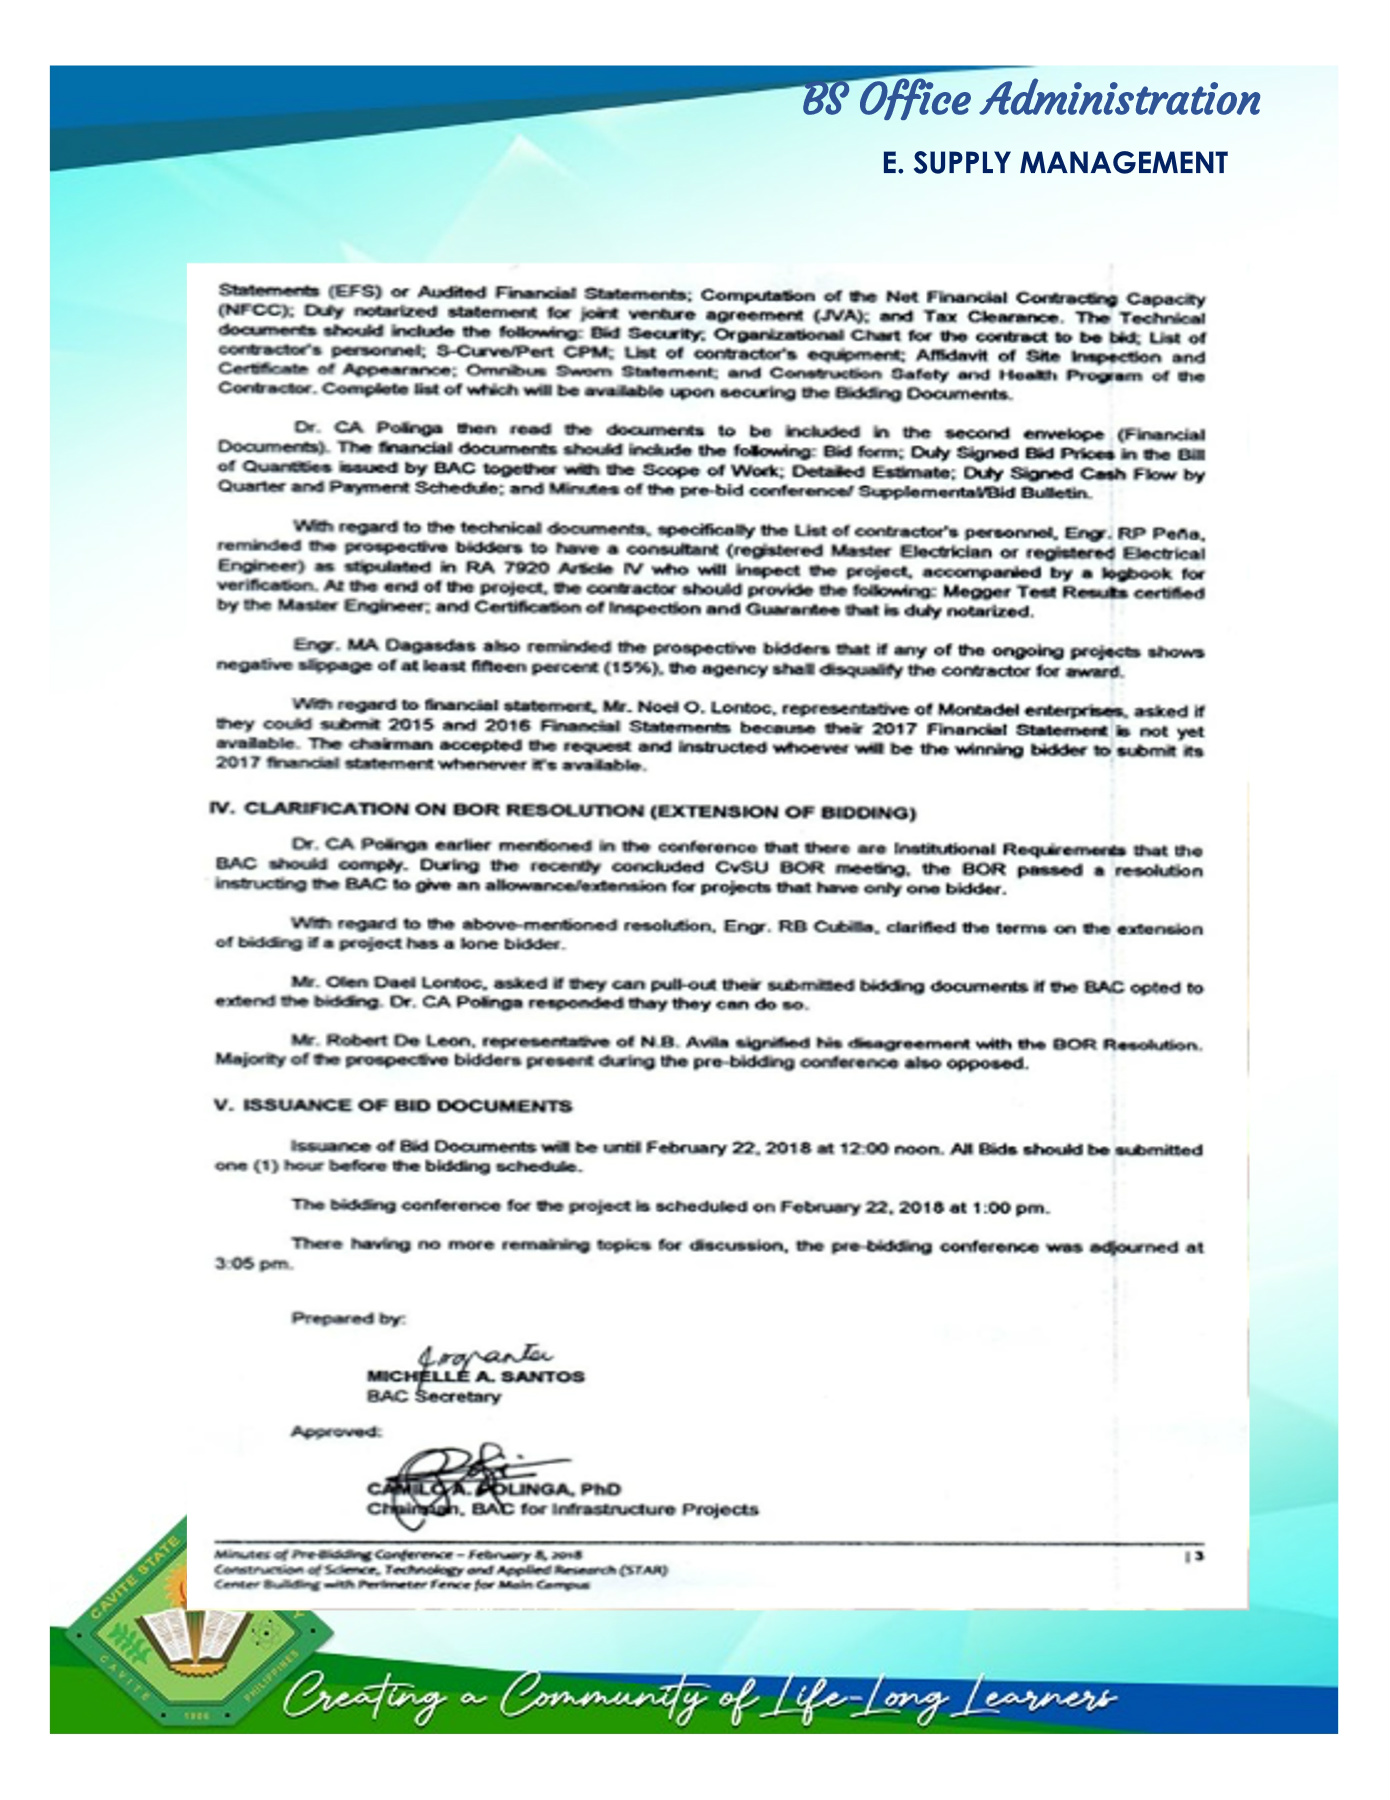 BS Office Administration
E. SUPPLY MANAGEMENT
Statements (EFS) or Audited Financial Statements; Computation of the Net Financial Contracting Capacity
(NFCC); Duly notarized statement for joint venture agreement (JVA); and Tax Clearance. The Technical
documents should include the following: Bid Security; Organizational Chart for the contract to be bid; List of
contractor's personnel; S-Curve/Pert CPM; List of contractor's equipment; Affidavit of Site Inspection and
Certificate of Appearance; Omnibus Sworn Statement; and Construction Safety and Health Program of the
Contractor. Complete list of which will be available upon securing the Bidding Documents.
Dr. CA Polinga then read the documents to be included in the second envelope (Financial
Documents). The financial documents should include the following: Bid form; Duly Signed Bid Prices in the Bill
of Quantities issued by BAC together with the Scope of Work; Detailed Estimate; Duly Signed Cash Flow by
Quarter and Payment Schedule; and Minutes of the pre-bid conference/ Supplemental/Bid Bulletin.
With regard to the technical documents, specifically the List of contractor's personnel, Engr. RP Peña,
reminded the prospective bidders to have a consultant (registered Master Electrician or registered Electrical
Engineer) as stipulated in RA 7920 Article IV who will inspect the project, accompanied by a logbook for
verification. At the end of the project, the contractor should provide the following: Megger Test Results certified
by the Master Engineer; and Certification of Inspection and Guarantee that is duly notarized.
Engr. MA Dagasdas also reminded the prospective bidders that if any of the ongoing projects shows
negative slippage of at least fifteen percent (15%), the agency shall disqualify the contractor for award.
With regard to financial statement, Mr. Noel O. Lontoc, representative of Montadel enterprises, asked if
they could submit 2015 and 2016 Financial Statements because their 2017 Financial Statement is not yet
available. The chairman accepted the request and instructed whoever will be the winning bidder to submit its
2017 financial statement whenever it's available.
IV. CLARIFICATION ON BOR RESOLUTION (EXTENSION OF BIDDING)
Dr. CA Polinga earlier mentioned in the conference that there are Institutional Requirements that the
BAC should comply. During the recently concluded CvSU BOR meeting, the BOR passed a resolution
instructing the BAC to give an allowance/extension for projects that have only one bidder.
With regard to the above-mentioned resolution, Engr. RB Cubilla, clarified the terms on the extension
of bidding if a project has a lone bidder.
Mr. Olen Dael Lontoc, asked if they can pull-out their submitted bidding documents if the BAC opted to
extend the bidding. Dr. CA Polinga responded thay they can do so.
Mr. Robert De Leon, representative of N.B. Avila signified his disagreement with the BOR Resolution.
Majority of the prospective bidders present during the pre-bidding conference also opposed.
V. ISSUANCE OF BID DOCUMENTS
Issuance of Bid Documents will be until February 22, 2018 at 12:00 noon. All Bids should be submitted
one (1) hour before the bidding schedule.
The bidding conference for the project is scheduled on February 22, 2018 at 1:00 pm.
There having no more remaining topics for discussion, the pre-bidding conference was adjourned at
3:05 pm.
Prepared by:
MICHELLE A. SANTOS
BAC Secretary
Approved:
CAMILO A. POLINGA, PhD
Chairman, BAC for Infrastructure Projects
Minutes of Pre-Bidding Conference – February 8, 2018
| 3
Construction of Science, Technology and Applied Research (STAR)
Center Building with Perimeter Fence for Main Campus
CAVITE STATE
Y
CAVITE
PHILIPPINES
1906
Creating a Community of Life-Long Learners